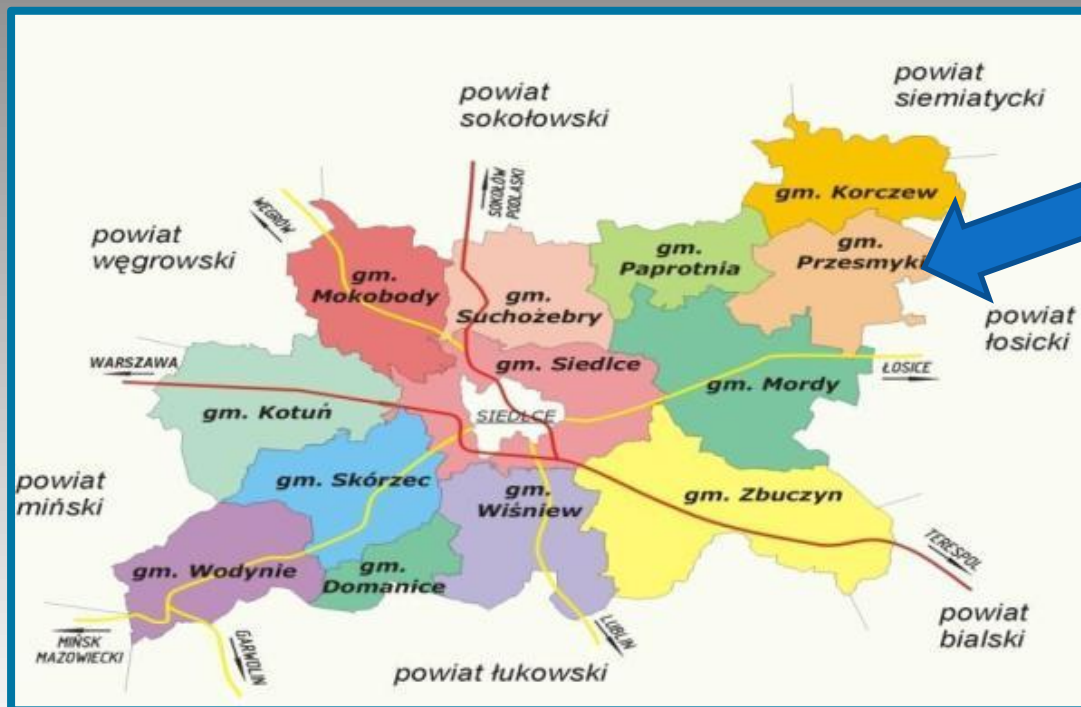 powiat
siemiatycki
powiat
sokołowski
SOKOŁÓW
PODLASKI
WĘGRÓW
gm. Korczew
powiat
węgrowski
gm.
Przesmyki
gm.
Paprotnia
gm.
Mokobody
gm.
Suchożebry
powiat
łosicki
WARSZAWA
gm. Siedlce
ŁOSICE
gm. Mordy
gm. Kotuń
SIEDLCE
powiat
miński
gm. Skórzec
gm.
Wiśniew
gm. Zbuczyn
TERESPOL
gm. Wodynie
gm.
Domanice
powiat
bialski
MIŃSK
MAZOWIECKI
GARWOLIN
LUBLIN
powiat łukowski